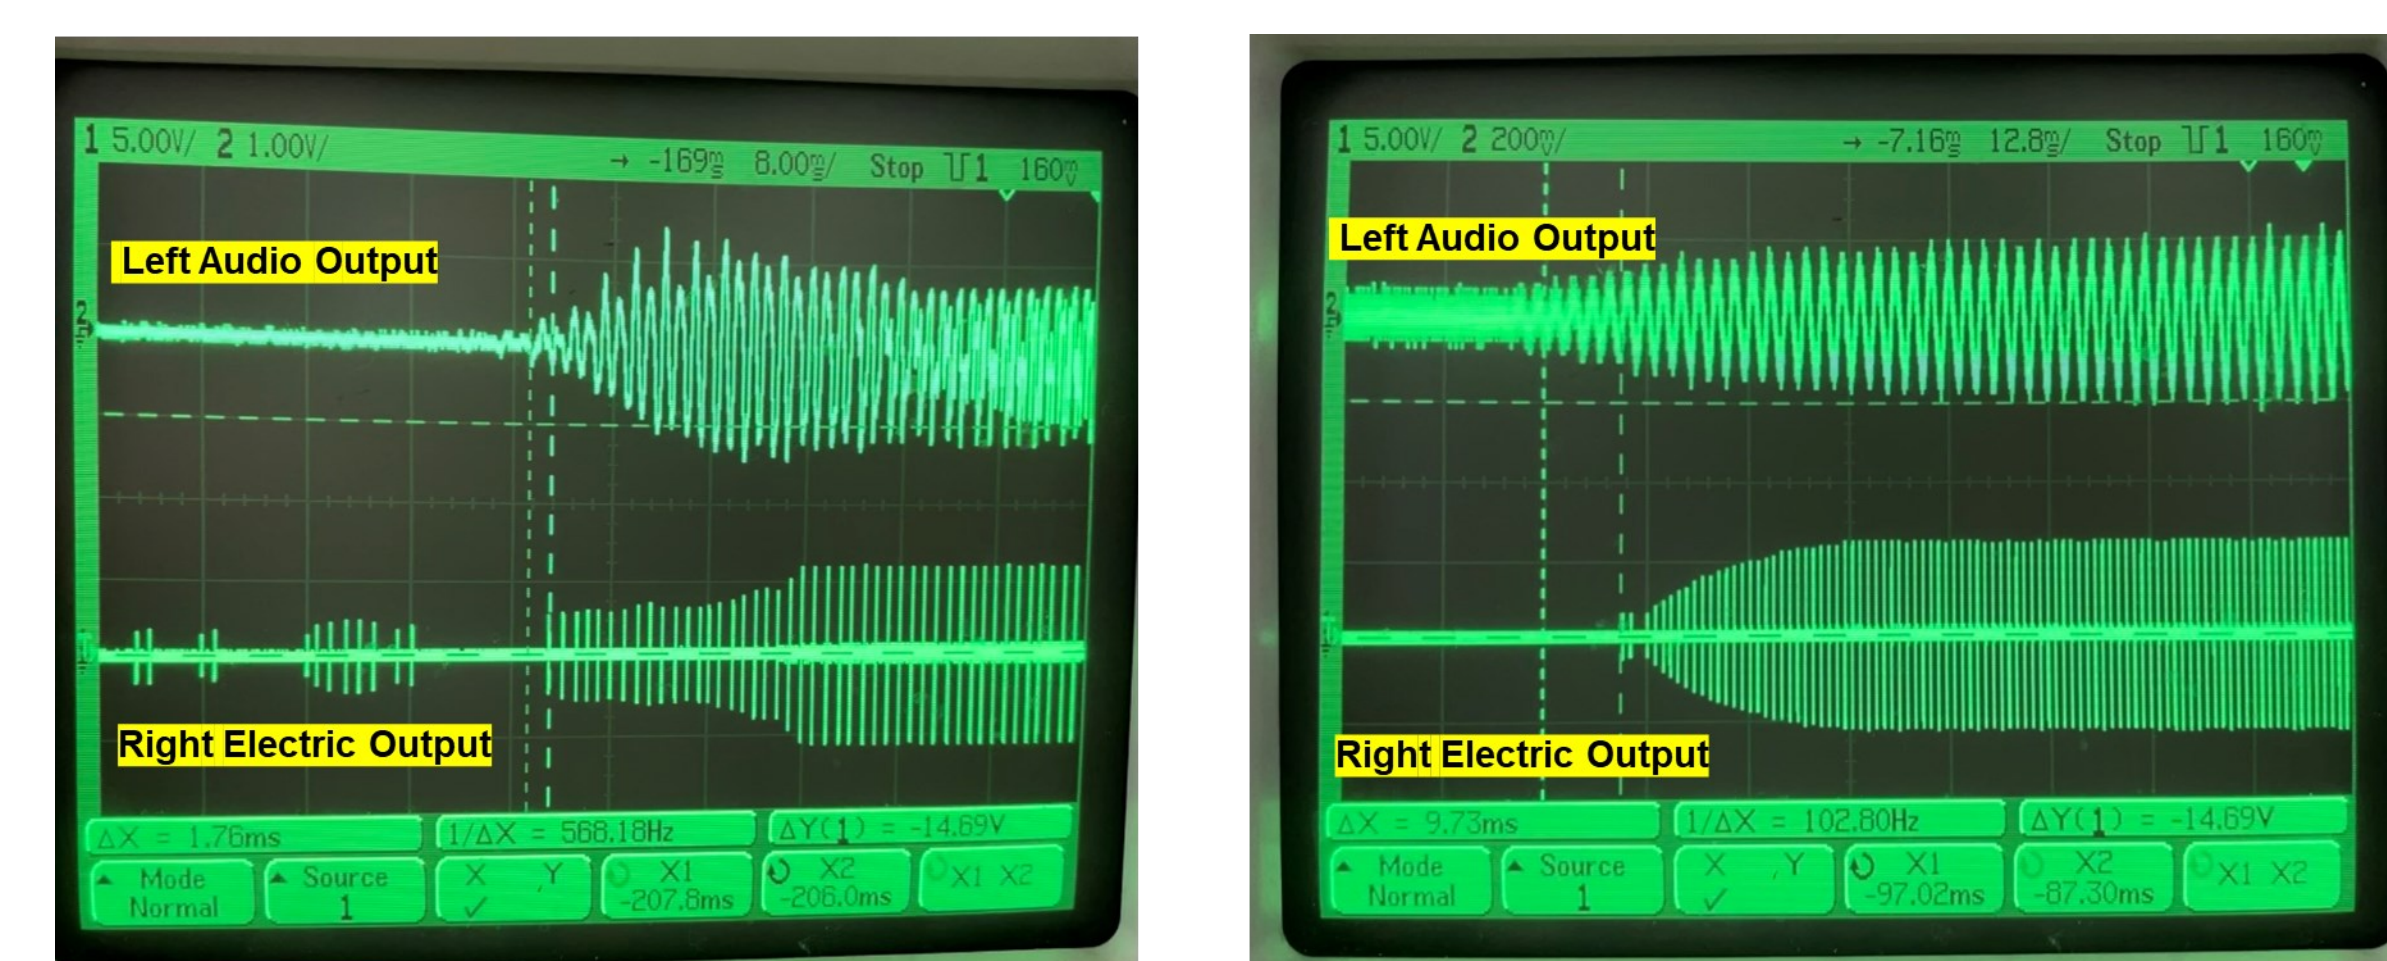 1 5.00V/ 2 1.00V/ → -169ms 8.00ms/ Stop 1 160mV
Left Audio Output
2
Right Electric Output
ΔX = 1.76ms 1/ΔX = 568.18Hz ΔY(1) = -14.69V
Mode Source X Y X1 X2 X1 X2
Normal 1 ✓ -207.8ms -206.0ms
1 5.00V/ 2 200mV/ → -7.16ms 12.8ms/ Stop 1 160mV
Left Audio Output
2
Right Electric Output
ΔX = 9.73ms 1/ΔX = 102.80Hz ΔY(1) = -14.69V
Mode Source X Y X1 X2 X1 X2
Normal 1 ✓ -97.02ms -87.30ms